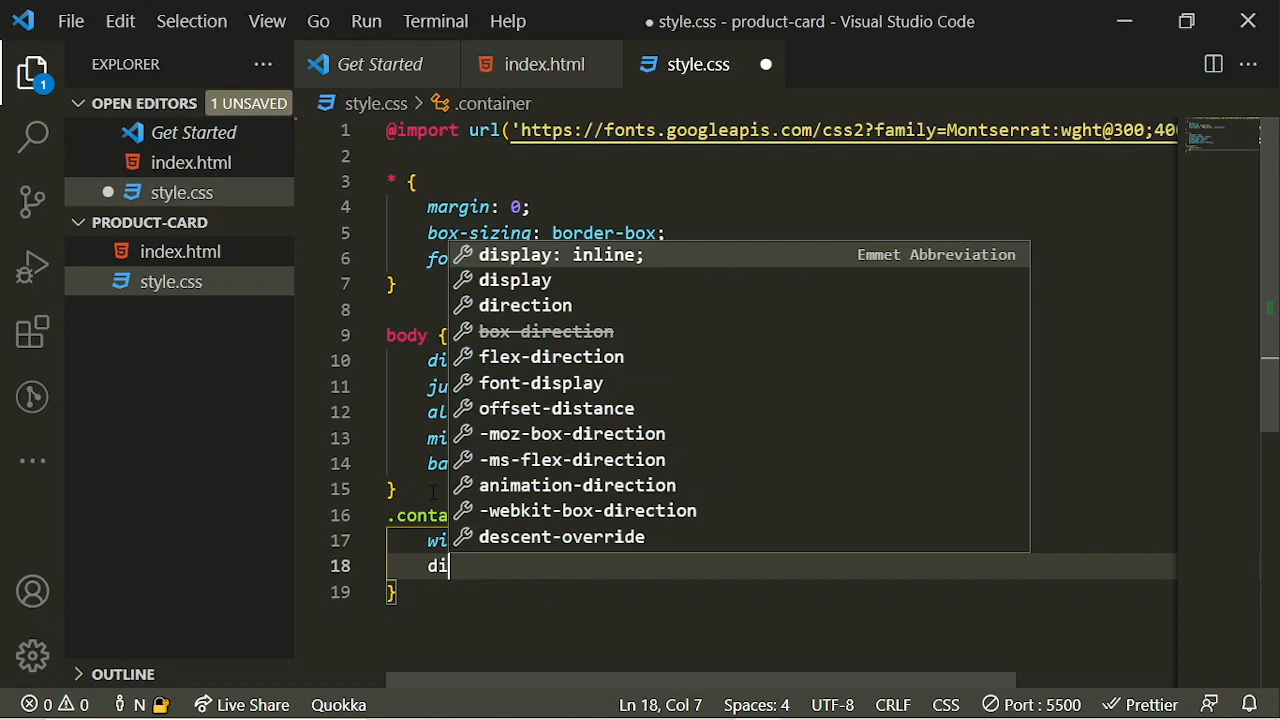 File Edit Selection View Go Run Terminal Help
● style.css - product-card - Visual Studio Code
EXPLORER
Get Started
index.html
style.css
1
OPEN EDITORS
1 UNSAVED
Get Started
index.html
style.css
PRODUCT-CARD
index.html
style.css
OUTLINE
style.css > .container
1 @import url('https://fonts.googleapis.com/css2?family=Montserrat:wght@300;400
2
3 * {
4 margin: 0;
5 box-sizing: border-box;
6 fo
7 }
8
9 body {
10 di
11 ju
12 al
13 mi
14 ba
15 }
16 .conta
17 wi
18 di
19 }
display: inline; Emmet Abbreviation
display
direction
box-direction
flex-direction
font-display
offset-distance
-moz-box-direction
-ms-flex-direction
animation-direction
-webkit-box-direction
descent-override
0 0 N Live Share Quokka Ln 18, Col 7 Spaces: 4 UTF-8 CRLF CSS Port : 5500 Prettier